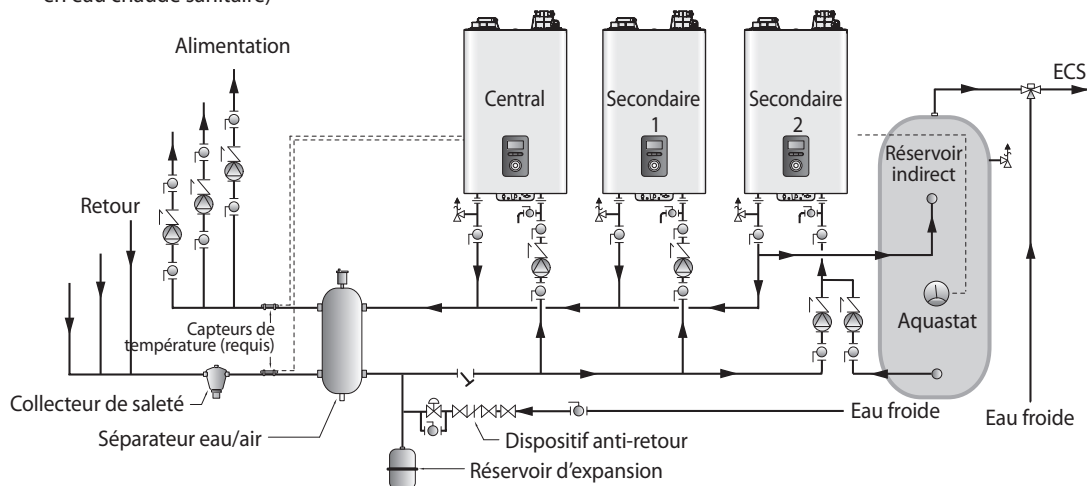 en eau chaude sanitaire)
Alimentation
ECS
Central
Secondaire
1
Secondaire
2
Réservoir
indirect
Retour
Aquastat
Capteurs de
température (requis)
Collecteur de saleté
Eau froide
Eau froide
Séparateur eau/air
Dispositif anti-retour
Réservoir d'expansion